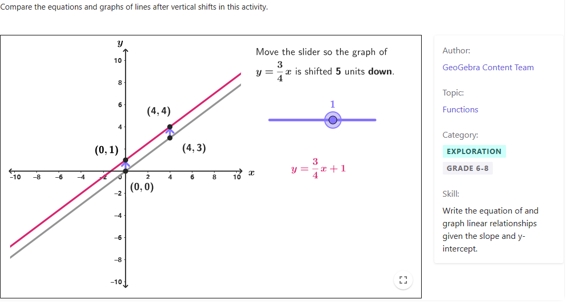 Compare the equations and graphs of lines after vertical shifts in this activity.
y
10
8
6
4
-2
-4
-6
-8
-10
-10 -8 -6 -4 -2 0 2 4 6 8 10 x
(4, 4)
(4, 3)
(0, 1)
(0, 0)
Move the slider so the graph of
y = 3/4 x is shifted 5 units down.
1
y = 3/4 x + 1
Author:
GeoGebra Content Team
Topic:
Functions
Category:
EXPLORATION
GRADE 6-8
Skill:
Write the equation of and
graph linear relationships
given the slope and y-
intercept.